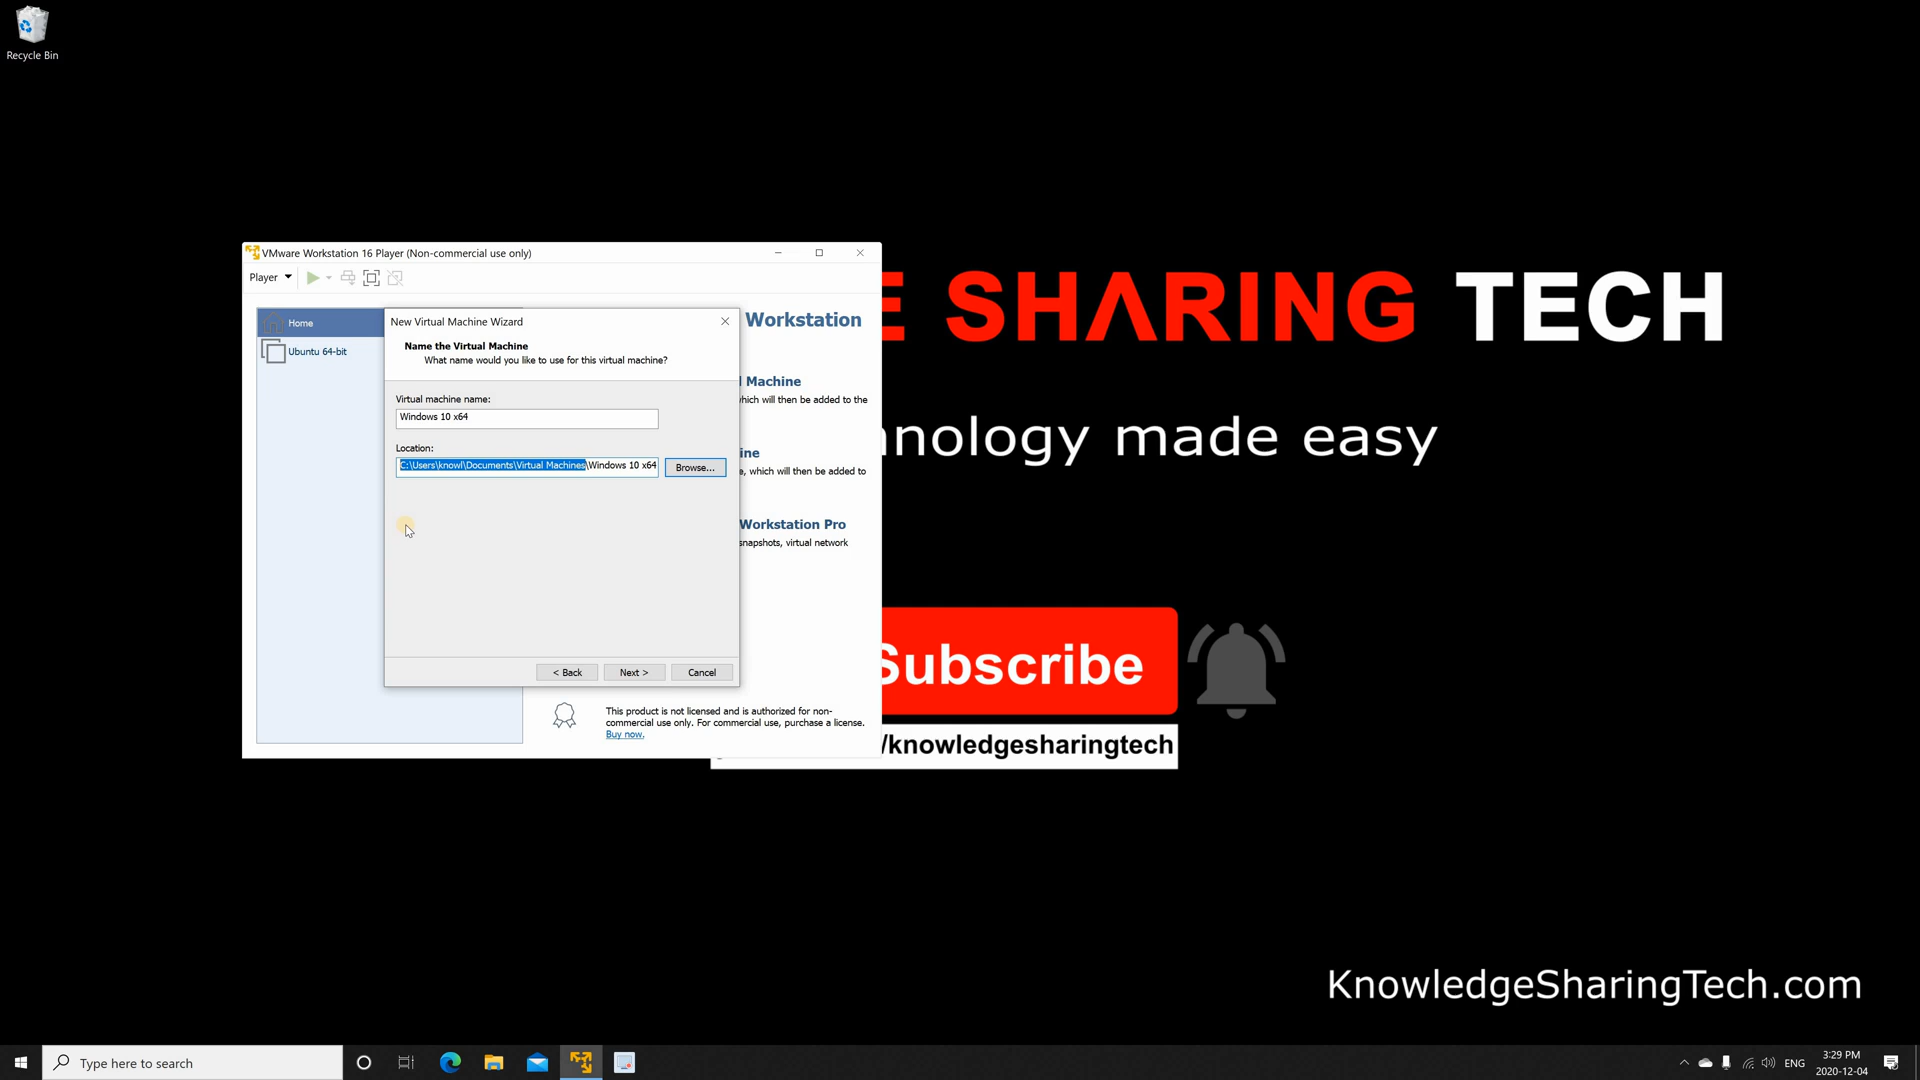 Recycle Bin
VMware Workstation 16 Player (Non-commercial use only)
Player
Home
Ubuntu 64-bit
New Virtual Machine Wizard
Name the Virtual Machine
What name would you like to use for this virtual machine?
Virtual machine name:
Windows 10 x64
Location:
C:\Users\knowl\Documents\Virtual Machines\Windows 10 x64
Browse...
< Back
Next >
Cancel
Workstation
Machine
which will then be added to the
ine
e, which will then be added to
Workstation Pro
snapshots, virtual network
This product is not licensed and is authorized for non-
commercial use only. For commercial use, purchase a license.
Buy now.
E SHARING TECH
nology made easy
Subscribe
/knowledgesharingtech
KnowledgeSharingTech.com
Type here to search
ENG
3:29 PM
2020-12-04